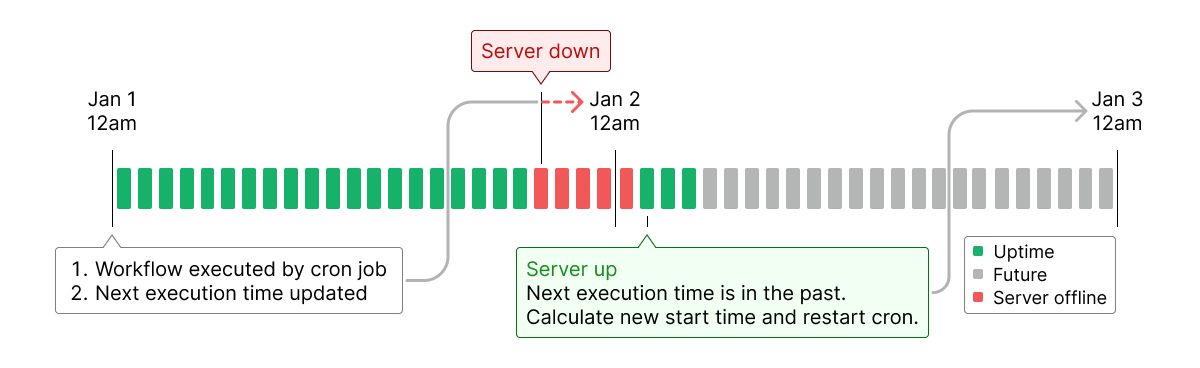 Server down
Jan 1
12am
Jan 2
12am
Jan 3
12am
1. Workflow executed by cron job
2. Next execution time updated
Server up
Next execution time is in the past.
Calculate new start time and restart cron.
Uptime
Future
Server offline